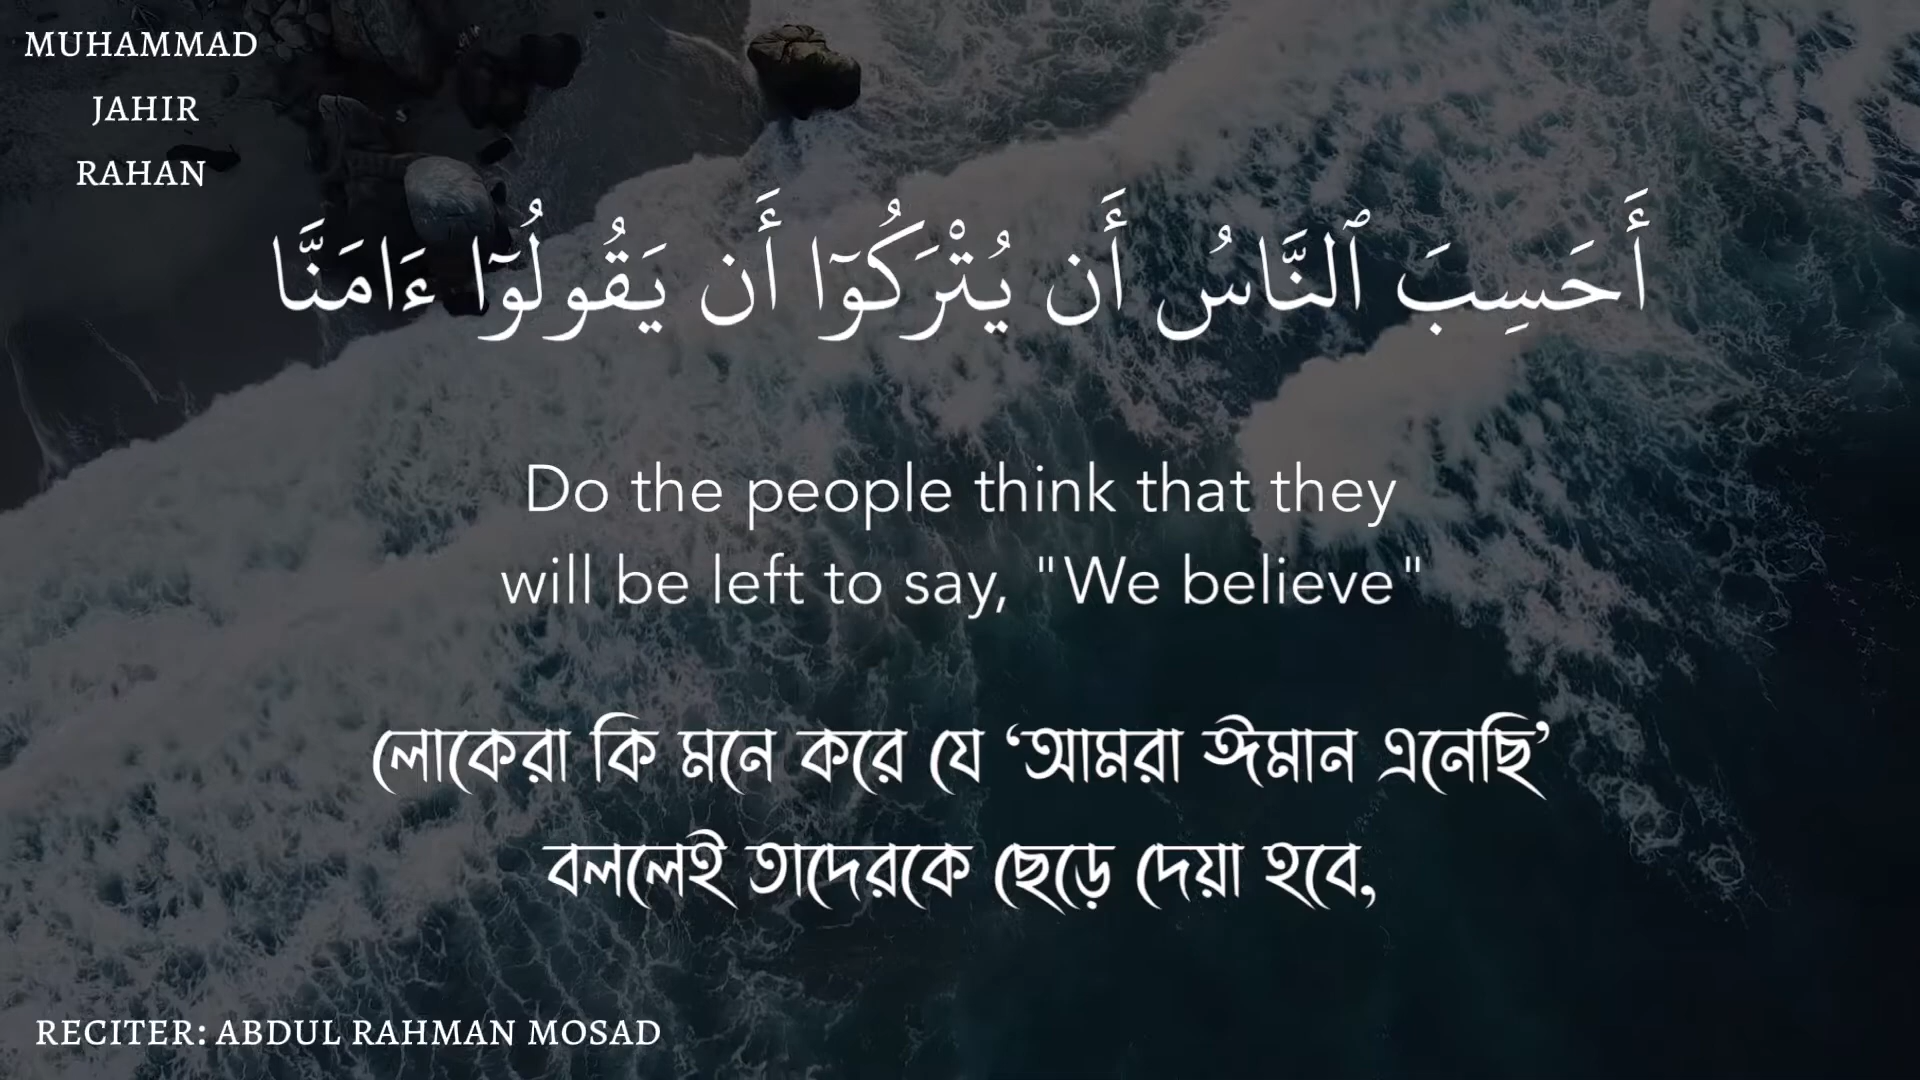 MUHAMMAD
JAHIR
RAHAN
أَحَسِبَ ٱلنَّاسُ أَن يُتْرَكُوٓا أَن يَقُولُوٓا ءَامَنَّا
Do the people think that they
will be left to say, "We believe"
লোকেরা কি মনে করে যে ‘আমরা ঈমান এনেছি’
বললেই তাদেরকে ছেড়ে দেয়া হবে,
RECITER: ABDUL RAHMAN MOSAD